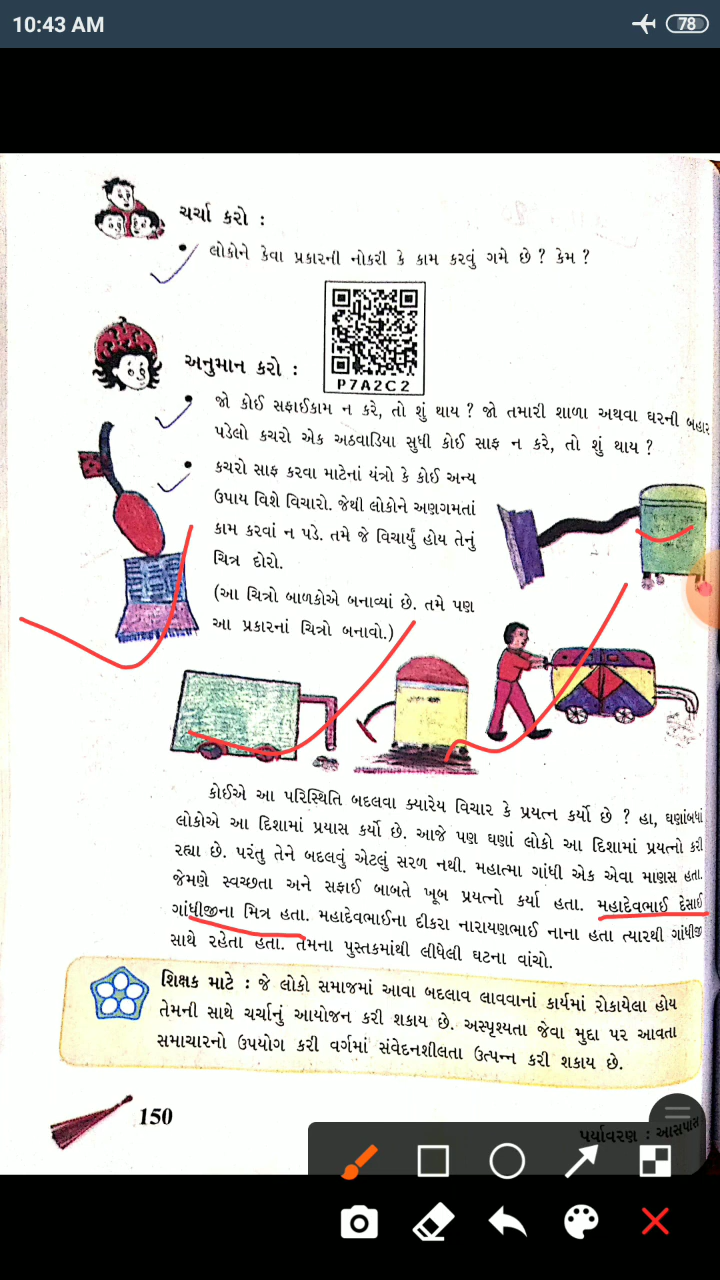 10:43 AM
78
ચર્ચા કરો :
• લોકોને કેવા પ્રકારની નોકરી કે કામ કરવું ગમે છે ? કેમ ?
P7A2C2
અનુમાન કરો :
• જો કોઈ સફાઈકામ ન કરે, તો શું થાય ? જો તમારી શાળા અથવા ઘરની બહાર
પડેલો કચરો એક અઠવાડિયા સુધી કોઈ સાફ ન કરે, તો શું થાય ?
• કચરો સાફ કરવા માટેનાં યંત્રો કે કોઈ અન્ય
ઉપાય વિશે વિચારો. જેથી લોકોને અણગમતાં
કામ કરવાં ન પડે. તમે જે વિચાર્યું હોય તેનું
ચિત્ર દોરો.
(આ ચિત્રો બાળકોએ બનાવ્યાં છે. તમે પણ
આ પ્રકારનાં ચિત્રો બનાવો.)
કોઈએ આ પરિસ્થિતિ બદલવા ક્યારેય વિચાર કે પ્રયત્ન કર્યો છે ? હા, ઘણાંબધાં
લોકોએ આ દિશામાં પ્રયાસ કર્યો છે. આજે પણ ઘણાં લોકો આ દિશામાં પ્રયત્નો કરી
રહ્યા છે. પરંતુ તેને બદલવું એટલું સરળ નથી. મહાત્મા ગાંધી એક એવા માણસ હતા.
જેમણે સ્વચ્છતા અને સફાઈ બાબતે ખૂબ પ્રયત્નો કર્યા હતા. મહાદેવભાઈ દેસાઈ
ગાંધીજીના મિત્ર હતા. મહાદેવભાઈના દીકરા નારાયણભાઈ નાના હતા ત્યારથી ગાંધીજી
સાથે રહેતા હતા. તેમના પુસ્તકમાંથી લીધેલી ઘટના વાંચો.
શિક્ષક માટે : જે લોકો સમાજમાં આવા બદલાવ લાવવાનાં કાર્યમાં રોકાયેલા હોય
તેમની સાથે ચર્ચાનું આયોજન કરી શકાય છે. અસ્પૃશ્યતા જેવા મુદ્દા પર આવતા
સમાચારનો ઉપયોગ કરી વર્ગમાં સંવેદનશીલતા ઉત્પન્ન કરી શકાય છે.
150
પર્યાવરણ : આસપાસ